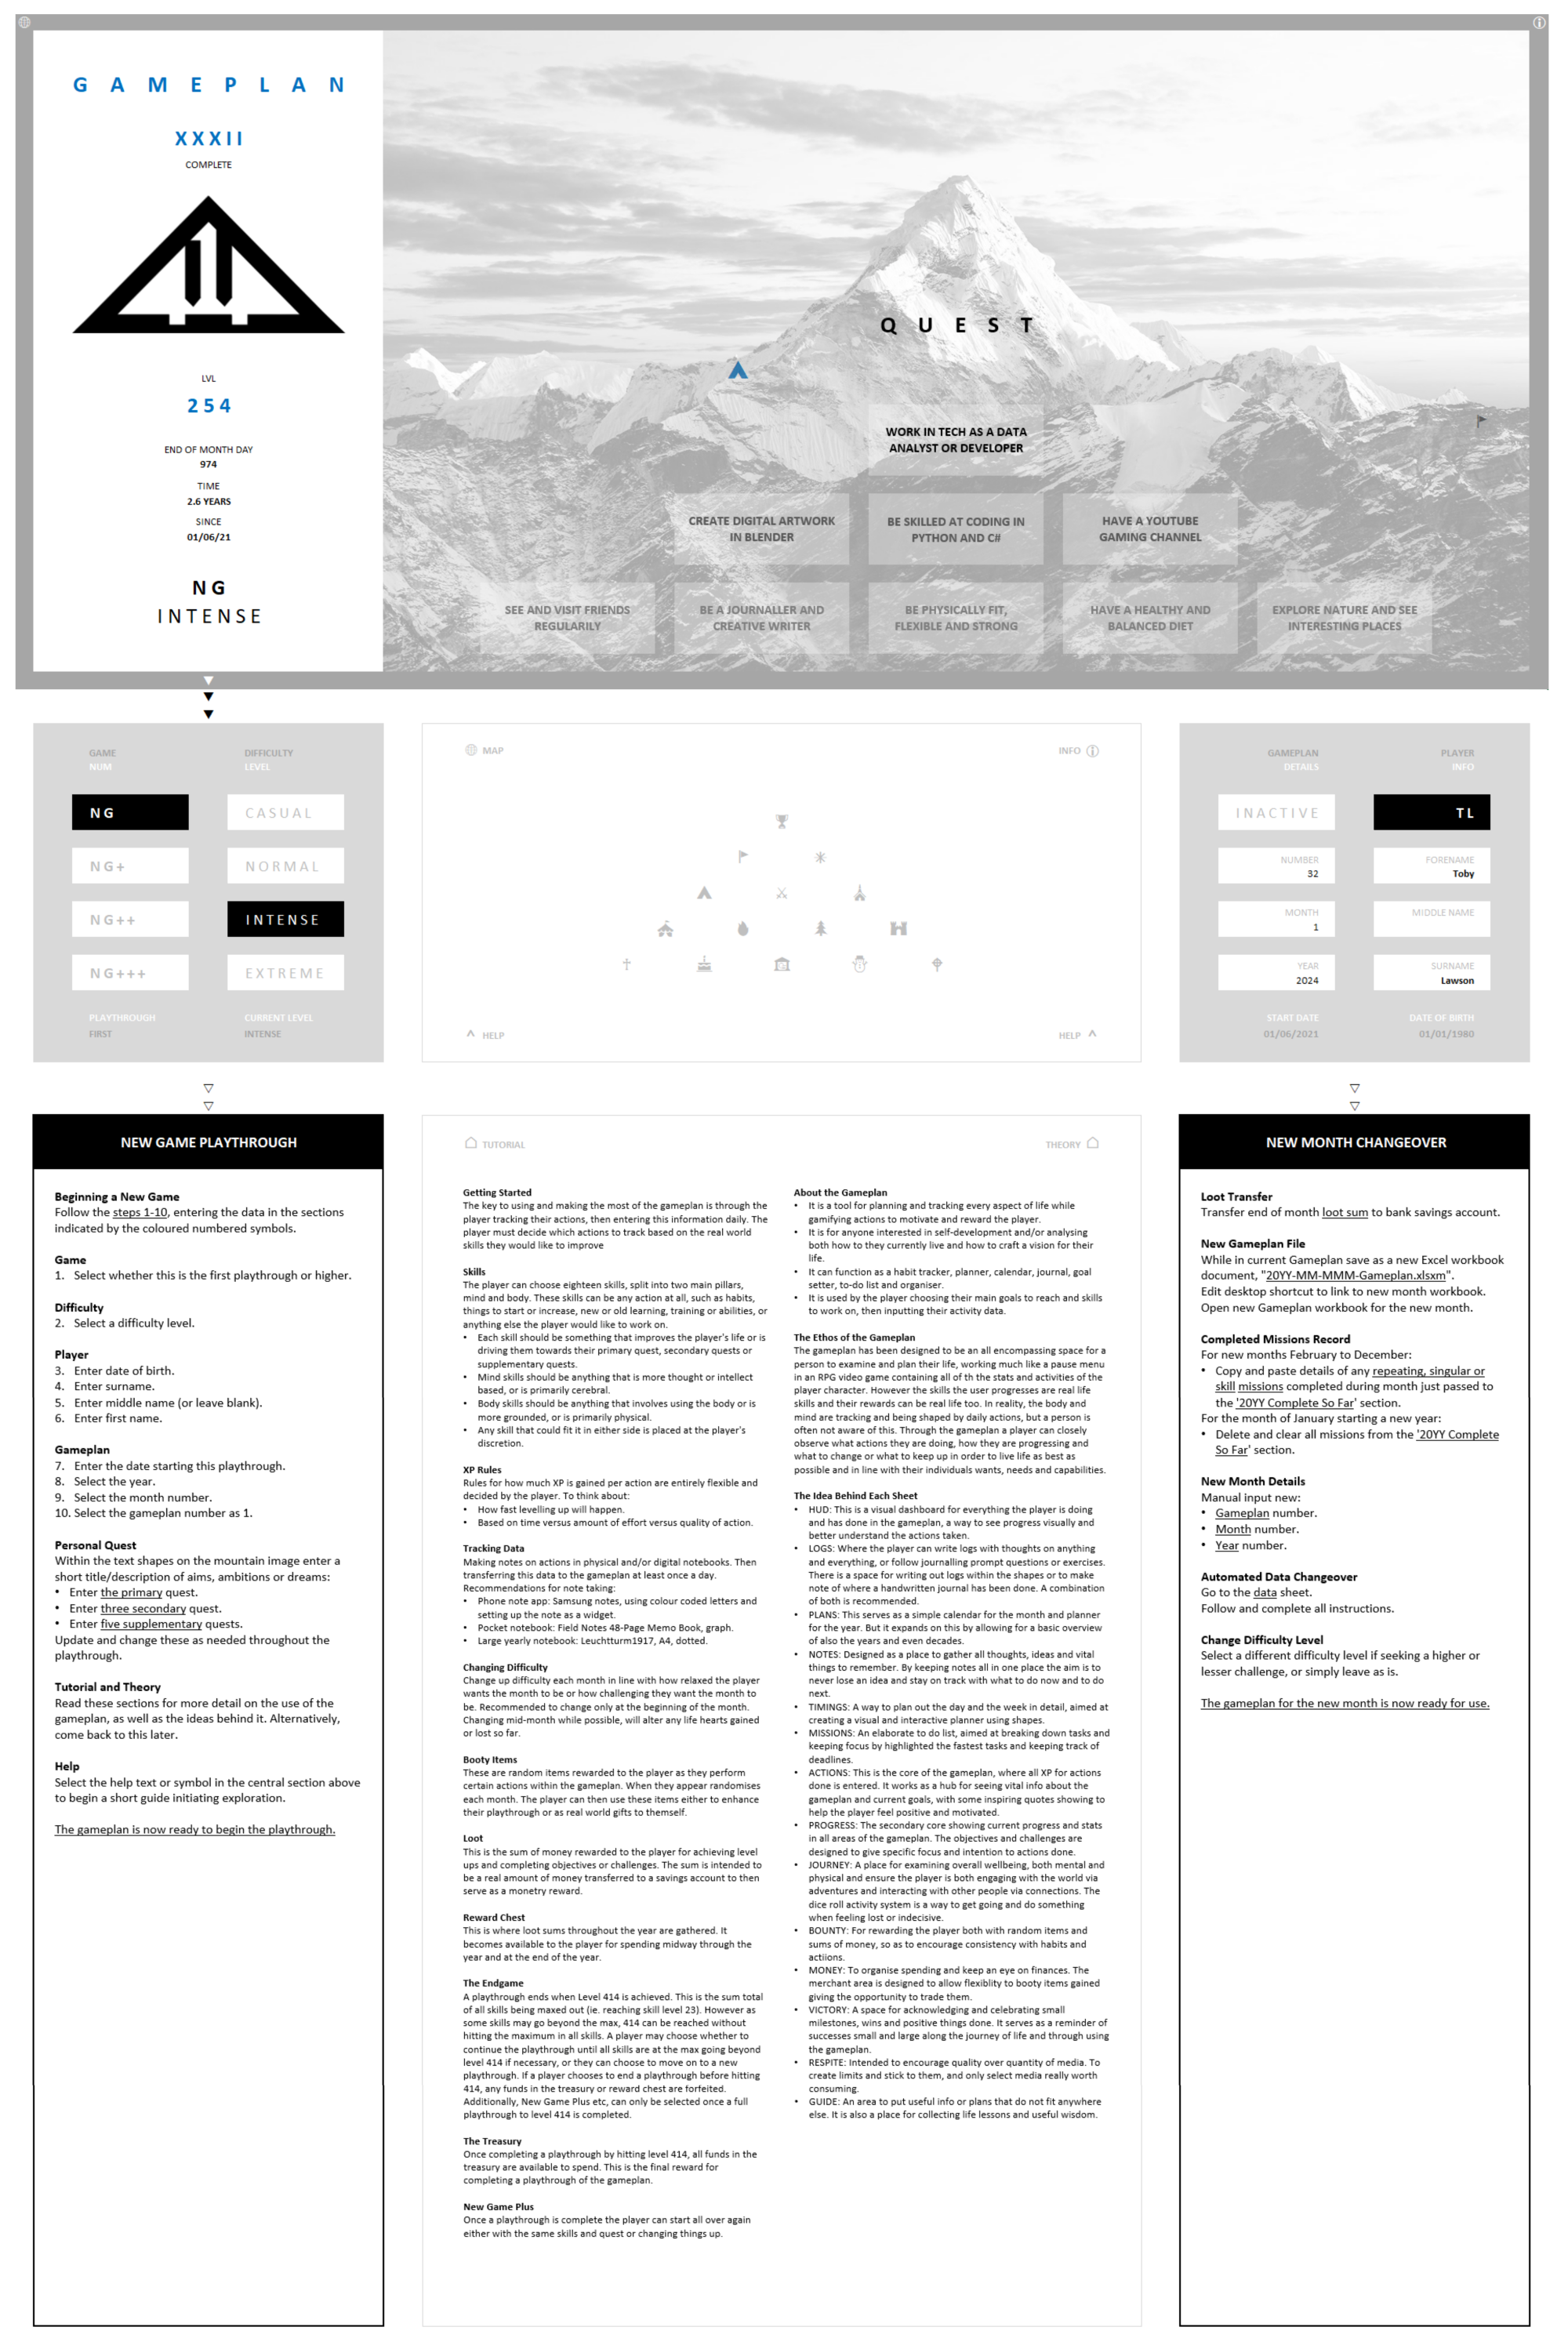 G A M E P L A N
XXXII
COMPLETE
LVL
254
END OF MONTH DAY
974
TIME
2.6 YEARS
SINCE
01/06/21
NG
INTENSE
Q U E S T
WORK IN TECH AS A DATA
ANALYST OR DEVELOPER
CREATE DIGITAL ARTWORK
IN BLENDER
BE SKILLED AT CODING IN
PYTHON AND C#
HAVE A YOUTUBE
GAMING CHANNEL
SEE AND VISIT FRIENDS
REGULARILY
BE A JOURNALLER AND
CREATIVE WRITER
BE PHYSICALLY FIT,
FLEXIBLE AND STRONG
HAVE A HEALTHY AND
BALANCED DIET
EXPLORE NATURE AND SEE
INTERESTING PLACES
GAME
NUM
DIFFICULTY
LEVEL
NG
CASUAL
NG+
NORMAL
NG++
INTENSE
NG+++
EXTREME
PLAYTHROUGH
FIRST
CURRENT LEVEL
INTENSE
MAP
INFO
HELP
HELP
GAMEPLAN
DETAILS
PLAYER
INFO
INACTIVE
TL
NUMBER
32
FORENAME
Toby
MONTH
1
MIDDLE NAME
YEAR
2024
SURNAME
Lawson
START DATE
01/06/2021
DATE OF BIRTH
01/01/1980
NEW GAME PLAYTHROUGH
Beginning a New Game
Follow the steps 1-10, entering the data in the sections
indicated by the coloured numbered symbols.
Game
1. Select whether this is the first playthrough or higher.
Difficulty
2. Select a difficulty level.
Player
3. Enter date of birth.
4. Enter surname.
5. Enter middle name (or leave blank).
6. Enter first name.
Gameplan
7. Enter the date starting this playthrough.
8. Select the year.
9. Select the month number.
10. Select the gameplan number as 1.
Personal Quest
Within the text shapes on the mountain image enter a
short title/description of aims, ambitions or dreams:
• Enter the primary quest.
• Enter three secondary quest.
• Enter five supplementary quests.
Update and change these as needed throughout the
playthrough.
Tutorial and Theory
Read these sections for more detail on the use of the
gameplan, as well as the ideas behind it. Alternatively,
come back to this later.
Help
Select the help text or symbol in the central section above
to begin a short guide initiating exploration.
The gameplan is now ready to begin the playthrough.
TUTORIAL
THEORY
Getting Started
The key to using and making the most of the gameplan is through the
player tracking their actions, then entering this information daily. The
player must decide which actions to track based on the real world
skills they would like to improve
Skills
The player can choose eighteen skills, split into two main pillars,
mind and body. These skills can be any action at all, such as habits,
things to start or increase, new or old learning, training or abilities, or
anything else the player would like to work on.
• Each skill should be something that improves the player's life or is
driving them towards their primary quest, secondary quests or
supplementary quests.
• Mind skills should be anything that is more thought or intellect
based, or is primarily cerebral.
• Body skills should be anything that involves using the body or is
more grounded, or is primarily physical.
• Any skill that could fit it in either side is placed at the player's
discretion.
XP Rules
Rules for how much XP is gained per action are entirely flexible and
decided by the player. To think about:
• How fast levelling up will happen.
• Based on time versus amount of effort versus quality of action.
Tracking Data
Making notes on actions in physical and/or digital notebooks. Then
transferring this data to the gameplan at least once a day.
Recommendations for note taking:
• Phone note app: Samsung notes, using colour coded letters and
setting up the note as a widget.
• Pocket notebook: Field Notes 48-Page Memo Book, graph.
• Large yearly notebook: Leuchtturm1917, A4, dotted.
Changing Difficulty
Change up difficulty each month in line with how relaxed the player
wants the month to be or how challenging they want the month to
be. Recommended to change only at the beginning of the month.
Changing mid-month while possible, will alter any life hearts gained
or lost so far.
Booty Items
These are random items rewarded to the player as they perform
certain actions within the gameplan. When they appear randomises
each month. The player can then use these items either to enhance
their playthrough or as real world gifts to themself.
Loot
This is the sum of money rewarded to the player for achieving level
ups and completing objectives or challenges. The sum is intended to
be a real amount of money transferred to a savings account to then
serve as a monetry reward.
Reward Chest
This is where loot sums throughout the year are gathered. It
becomes available to the player for spending midway through the
year and at the end of the year.
The Endgame
A playthrough ends when Level 414 is achieved. This is the sum total
of all skills being maxed out (ie. reaching skill level 23). However as
some skills may go beyond the max, 414 can be reached without
hitting the maximum in all skills. A player may choose whether to
continue the playthrough until all skills are at the max going beyond
level 414 if necessary, or they can choose to move on to a new
playthrough. If a player chooses to end a playthrough before hitting
414, any funds in the treasury or reward chest are forfeited.
Additionally, New Game Plus etc, can only be selected once a full
playthrough to level 414 is completed.
The Treasury
Once completing a playthrough by hitting level 414, all funds in the
treasury are available to spend. This is the final reward for
completing a playthrough of the gameplan.
New Game Plus
Once a playthrough is complete the player can start all over again
either with the same skills and quest or changing things up.
About the Gameplan
• It is a tool for planning and tracking every aspect of life while
gamifying actions to motivate and reward the player.
• It is for anyone interested in self-development and/or analysing
both how to they currently live and how to craft a vision for their
life.
• It can function as a habit tracker, planner, calendar, journal, goal
setter, to-do list and organiser.
• It is used by the player choosing their main goals to reach and skills
to work on, then inputting their activity data.
The Ethos of the Gameplan
The gameplan has been designed to be an all encompassing space for a
person to examine and plan their life, working much like a pause menu
in an RPG video game containing all of th the stats and activities of the
player character. However the skills the user progresses are real life
skills and their rewards can be real life too. In reality, the body and
mind are tracking and being shaped by daily actions, but a person is
often not aware of this. Through the gameplan a player can closely
observe what actions they are doing, how they are progressing and
what to change or what to keep up in order to live life as best as
possible and in line with their individuals wants, needs and capabilities.
The Idea Behind Each Sheet
• HUD: This is a visual dashboard for everything the player is doing
and has done in the gameplan, a way to see progress visually and
better understand the actions taken.
• LOGS: Where the player can write logs with thoughts on anything
and everything, or follow journalling prompt questions or exercises.
There is a space for writing out logs within the shapes or to make
note of where a handwritten journal has been done. A combination
of both is recommended.
• PLANS: This serves as a simple calendar for the month and planner
for the year. But it expands on this by allowing for a basic overview
of also the years and even decades.
• NOTES: Designed as a place to gather all thoughts, ideas and vital
things to remember. By keeping notes all in one place the aim is to
never lose an idea and stay on track with what to do now and to do
next.
• TIMINGS: A way to plan out the day and the week in detail, aimed at
creating a visual and interactive planner using shapes.
• MISSIONS: An elaborate to do list, aimed at breaking down tasks and
keeping focus by highlighted the fastest tasks and keeping track of
deadlines.
• ACTIONS: This is the core of the gameplan, where all XP for actions
done is entered. It works as a hub for seeing vital info about the
gameplan and current goals, with some inspiring quotes showing to
help the player feel positive and motivated.
• PROGRESS: The secondary core showing current progress and stats
in all areas of the gameplan. The objectives and challenges are
designed to give specific focus and intention to actions done.
• JOURNEY: A place for examining overall wellbeing, both mental and
physical and ensure the player is both engaging with the world via
adventures and interacting with other people via connections. The
dice roll activity system is a way to get going and do something
when feeling lost or indecisive.
• BOUNTY: For rewarding the player both with random items and
sums of money, so as to encourage consistency with habits and
actiions.
• MONEY: To organise spending and keep an eye on finances. The
merchant area is designed to allow flexiblity to booty items gained
giving the opportunity to trade them.
• VICTORY: A space for acknowledging and celebrating small
milestones, wins and positive things done. It serves as a reminder of
successes small and large along the journey of life and through using
the gameplan.
• RESPITE: Intended to encourage quality over quantity of media. To
create limits and stick to them, and only select media really worth
consuming.
• GUIDE: An area to put useful info or plans that do not fit anywhere
else. It is also a place for collecting life lessons and useful wisdom.
NEW MONTH CHANGEOVER
Loot Transfer
Transfer end of month loot sum to bank savings account.
New Gameplan File
While in current Gameplan save as a new Excel workbook
document, "20YY-MM-MMM-Gameplan.xlsxm".
Edit desktop shortcut to link to new month workbook.
Open new Gameplan workbook for the new month.
Completed Missions Record
For new months February to December:
• Copy and paste details of any repeating, singular or
skill missions completed during month just passed to
the '20YY Complete So Far' section.
For the month of January starting a new year:
• Delete and clear all missions from the '20YY Complete
So Far' section.
New Month Details
Manual input new:
• Gameplan number.
• Month number.
• Year number.
Automated Data Changeover
Go to the data sheet.
Follow and complete all instructions.
Change Difficulty Level
Select a different difficulty level if seeking a higher or
lesser challenge, or simply leave as is.
The gameplan for the new month is now ready for use.